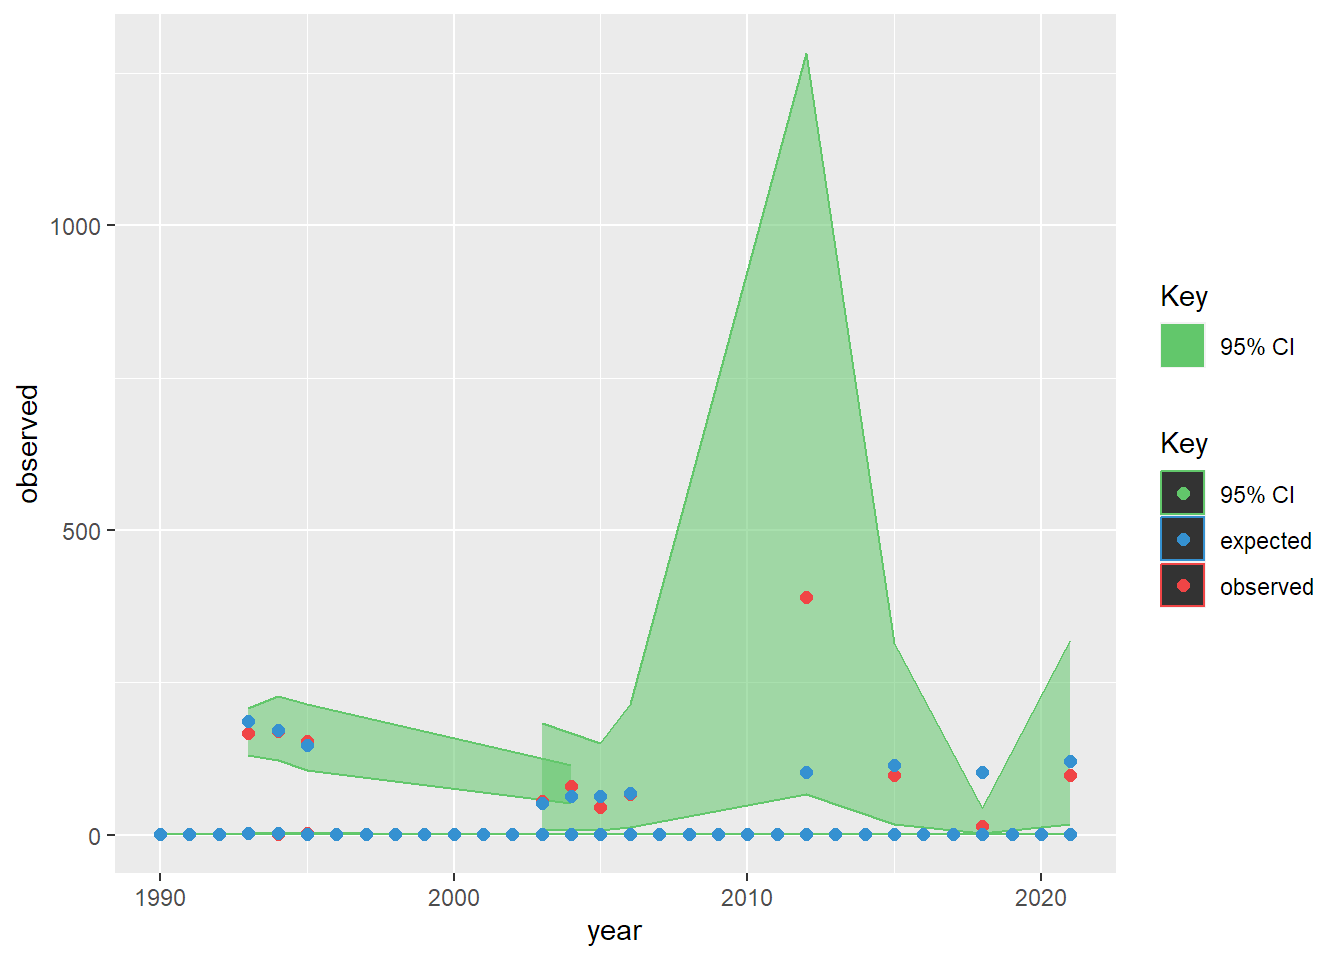 observed
1000
500
0
1990
2000
2010
2020
year
Key
95% CI
Key
95% CI
expected
observed